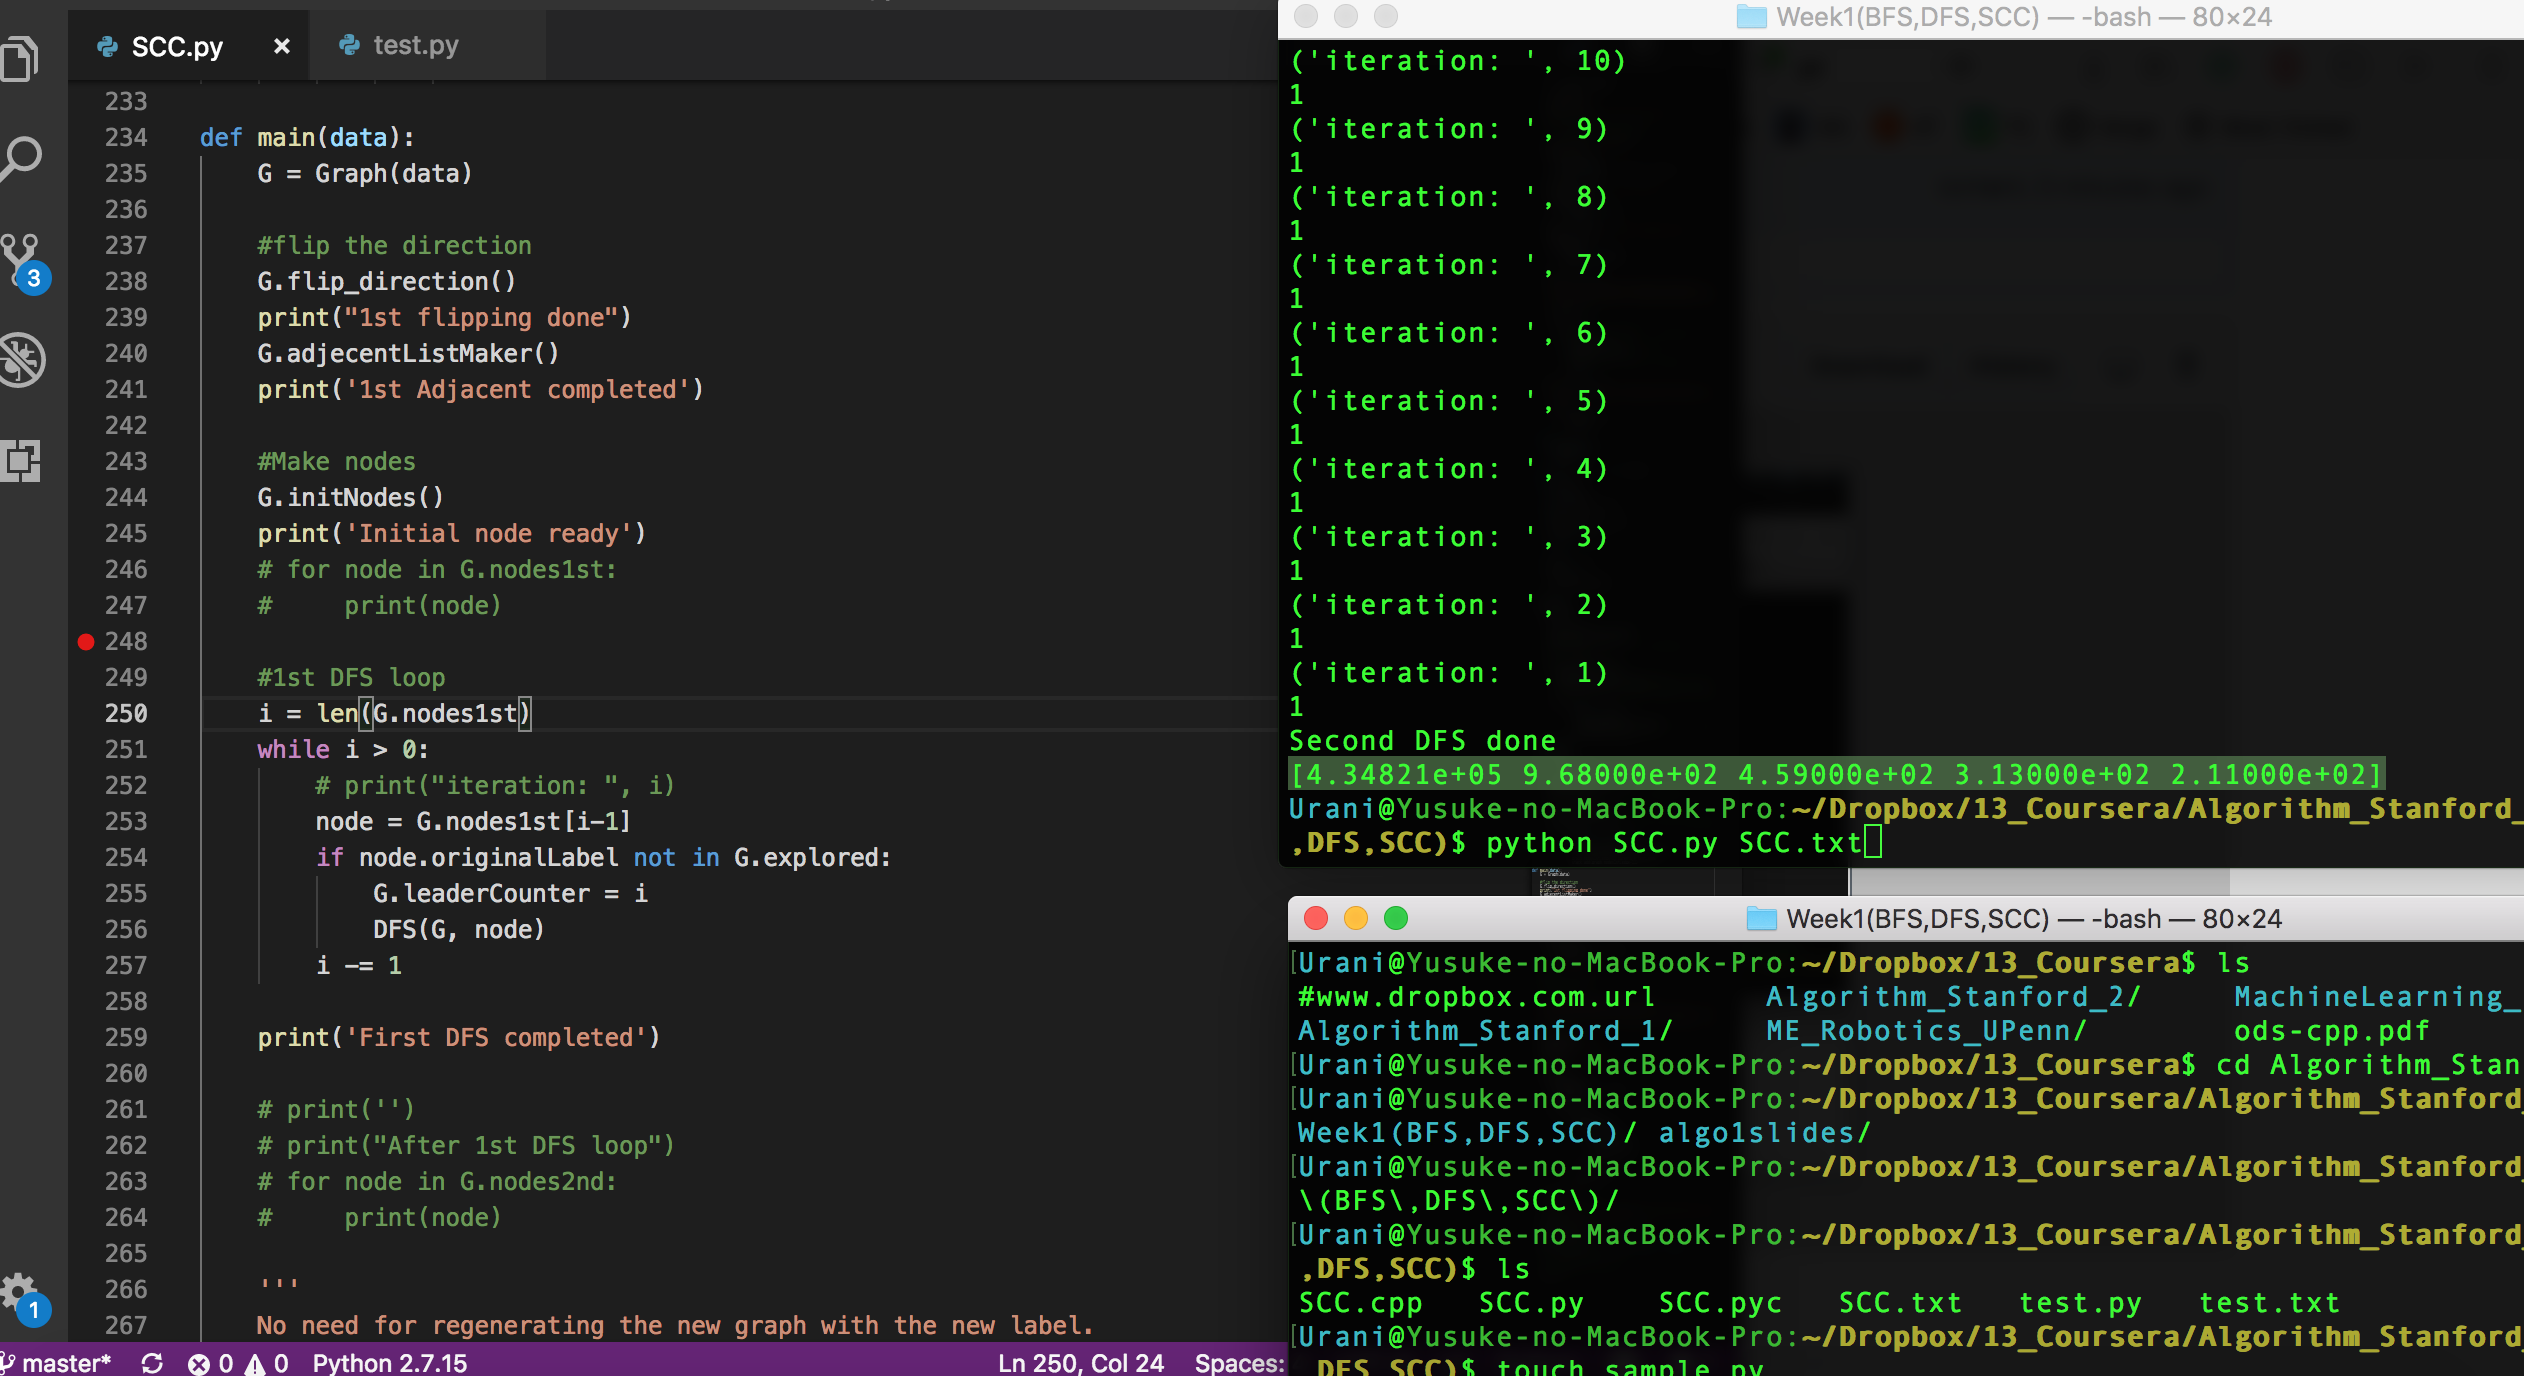 SCC.py
test.py
233
234 def main(data):
235 G = Graph(data)
236
237 #flip the direction
238 G.flip_direction()
239 print("1st flipping done")
240 G.adjecentListMaker()
241 print('1st Adjacent completed')
242
243 #Make nodes
244 G.initNodes()
245 print('Initial node ready')
246 # for node in G.nodes1st:
247 #     print(node)
248
249 #1st DFS loop
250 i = len(G.nodes1st)
251 while i > 0:
252 # print("iteration: ", i)
253 node = G.nodes1st[i-1]
254 if node.originalLabel not in G.explored:
255 G.leaderCounter = i
256 DFS(G, node)
257 i -= 1
258
259 print('First DFS completed')
260
261 # print('')
262 # print("After 1st DFS loop")
263 # for node in G.nodes2nd:
264 #     print(node)
265
266 '''
267 No need for regenerating the new graph with the new label.
3
1
master* 0 0 Python 2.7.15 Ln 250, Col 24 Spaces:
Week1(BFS,DFS,SCC) — -bash — 80×24
('iteration: ', 10)
1
('iteration: ', 9)
1
('iteration: ', 8)
1
('iteration: ', 7)
1
('iteration: ', 6)
1
('iteration: ', 5)
1
('iteration: ', 4)
1
('iteration: ', 3)
1
('iteration: ', 2)
1
('iteration: ', 1)
1
Second DFS done
[4.34821e+05 9.68000e+02 4.59000e+02 3.13000e+02 2.11000e+02]
Urani@Yusuke-no-MacBook-Pro:~/Dropbox/13_Coursera/Algorithm_Stanford_
,DFS,SCC)$ python SCC.py SCC.txt
Week1(BFS,DFS,SCC) — -bash — 80×24
[Urani@Yusuke-no-MacBook-Pro:~/Dropbox/13_Coursera$ ls
#www.dropbox.com.url Algorithm_Stanford_2/ MachineLearning_
Algorithm_Stanford_1/ ME_Robotics_UPenn/ ods-cpp.pdf
[Urani@Yusuke-no-MacBook-Pro:~/Dropbox/13_Coursera$ cd Algorithm_Stan
[Urani@Yusuke-no-MacBook-Pro:~/Dropbox/13_Coursera/Algorithm_Stanford_
Week1(BFS,DFS,SCC)/ algo1slides/
[Urani@Yusuke-no-MacBook-Pro:~/Dropbox/13_Coursera/Algorithm_Stanford_
\(BFS\,DFS\,SCC\)/
[Urani@Yusuke-no-MacBook-Pro:~/Dropbox/13_Coursera/Algorithm_Stanford_
,DFS,SCC)$ ls
SCC.cpp SCC.py SCC.pyc SCC.txt test.py test.txt
[Urani@Yusuke-no-MacBook-Pro:~/Dropbox/13_Coursera/Algorithm_Stanford_
,DFS,SCC)$ touch sample.py